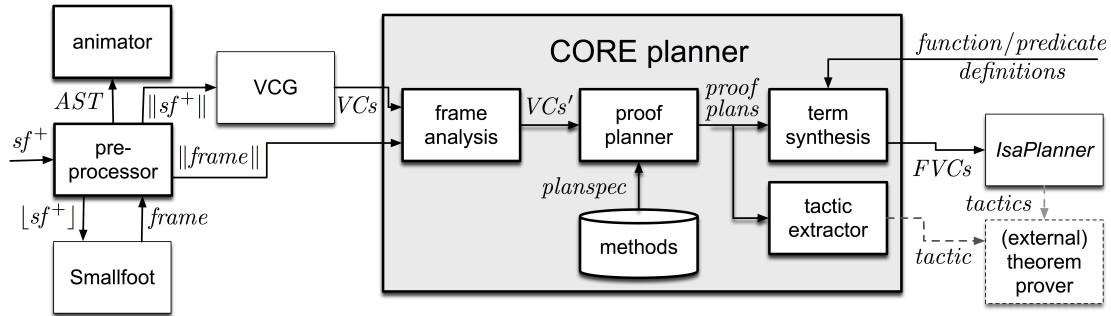 animator
AST
sf⁺
pre-
processor
‖sf⁺‖
VCG
VCs
‖frame‖
⌊sf⁺⌋
frame
Smallfoot
CORE planner
frame
analysis
VCs′
proof
planner
planspec
methods
proof
plans
term
synthesis
tactic
extractor
function/predicate
definitions
FVCs
IsaPlanner
tactics
tactic
(external)
theorem
prover